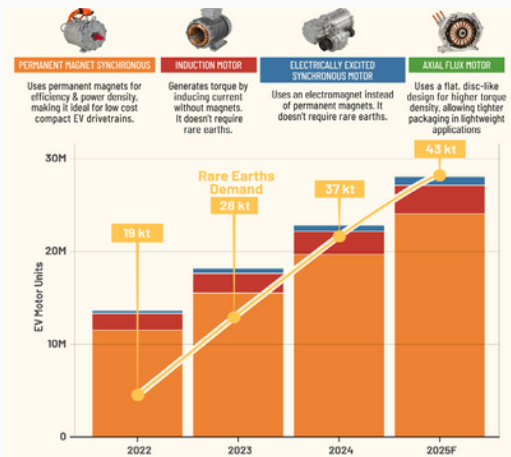 PERMANENT MAGNET SYNCHRONOUS
Uses permanent magnets for
efficiency & power density,
making it ideal for low cost
compact EV drivetrains.
INDUCTION MOTOR
Generates torque by
inducing current
without magnets.
It doesn't require
rare earths.
ELECTRICALLY EXCITED
SYNCHRONOUS MOTOR
Uses an electromagnet instead
of permanent magnets. It
doesn't require rare earths.
AXIAL FLUX MOTOR
Uses a flat, disc-like
design for higher torque
density, allowing tighter
packaging in lightweight
applications
30M
20M
10M
0
EV Motor Units
Rare Earths
Demand
19 kt
28 kt
37 kt
43 kt
2022
2023
2024
2025F